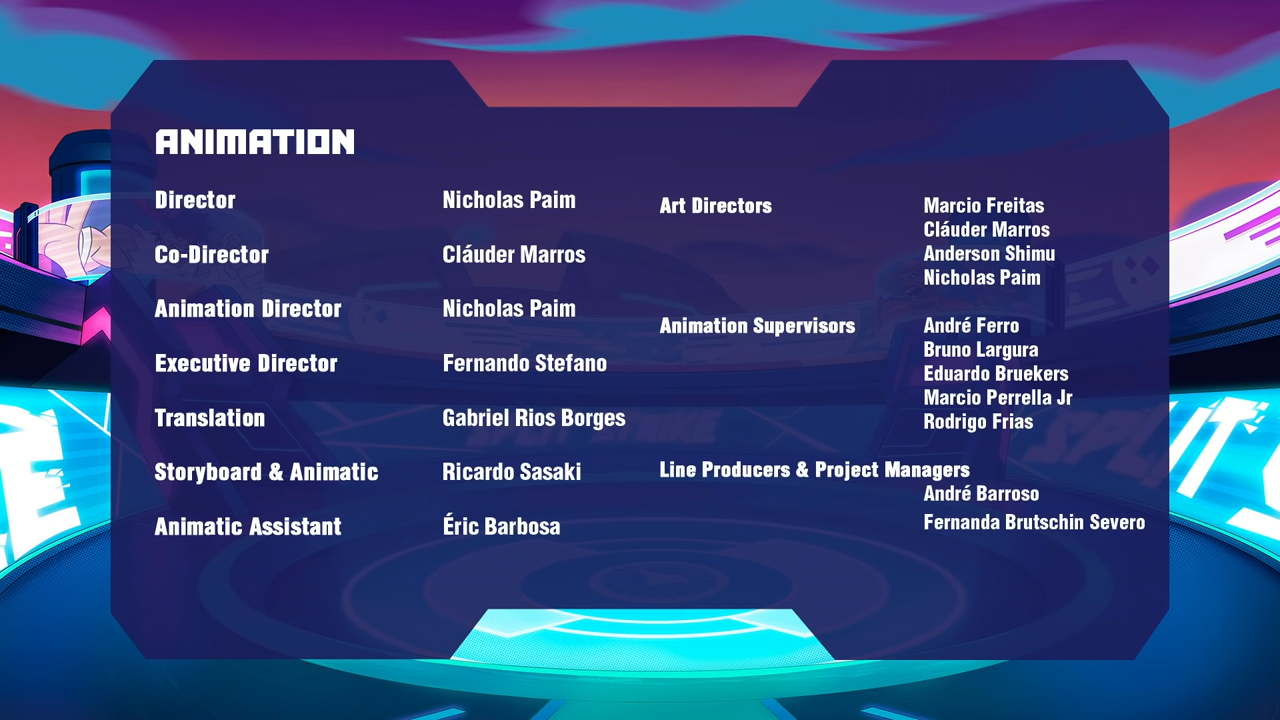 ANIMATION
Director Nicholas Paim
Co-Director Cláuder Marros
Animation Director Nicholas Paim
Executive Director Fernando Stefano
Translation Gabriel Rios Borges
Storyboard & Animatic Ricardo Sasaki
Animatic Assistant Éric Barbosa
Art Directors Marcio Freitas
Cláuder Marros
Anderson Shimu
Nicholas Paim
Animation Supervisors André Ferro
Bruno Largura
Eduardo Bruekers
Marcio Perrella Jr
Rodrigo Frias
Line Producers & Project Managers
André Barroso
Fernanda Brutschin Severo